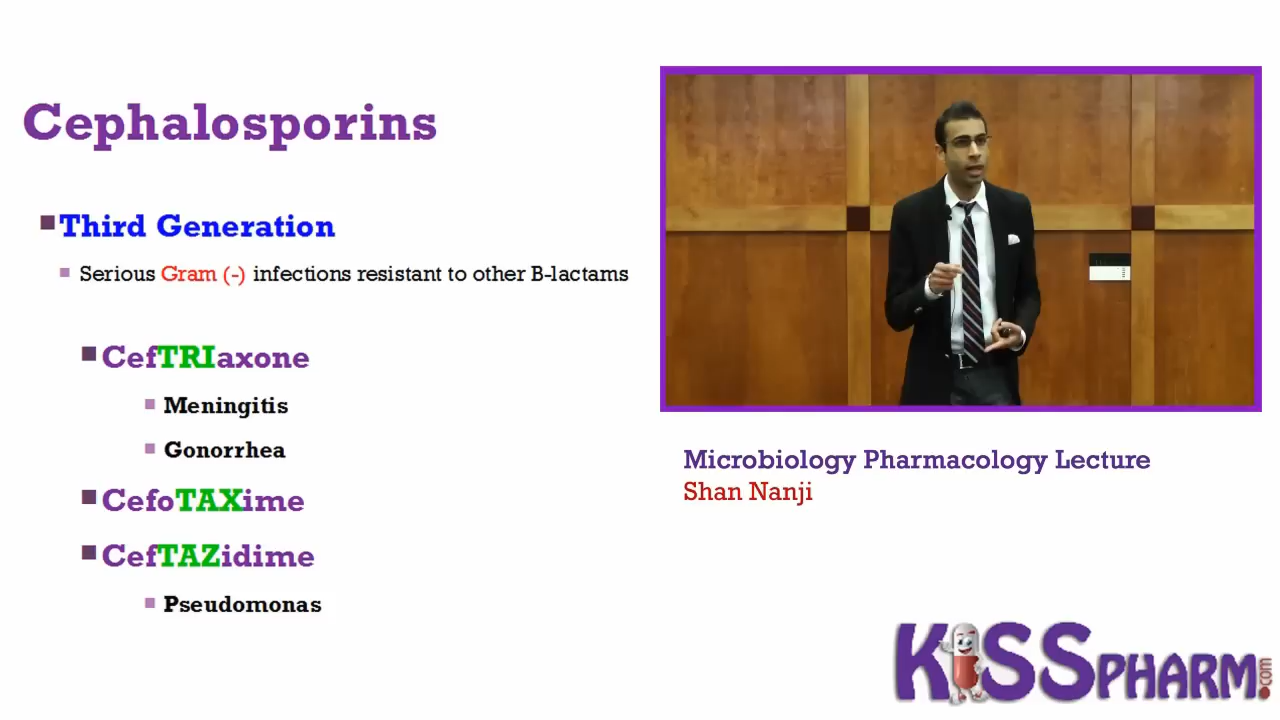 Cephalosporins
Third Generation
Serious Gram (-) infections resistant to other B-lactams
CefTRIaxone
Meningitis
Gonorrhea
CefoTAXime
CefTAZidime
Pseudomonas
Microbiology Pharmacology Lecture
Shan Nanji
KISSPHARM.com